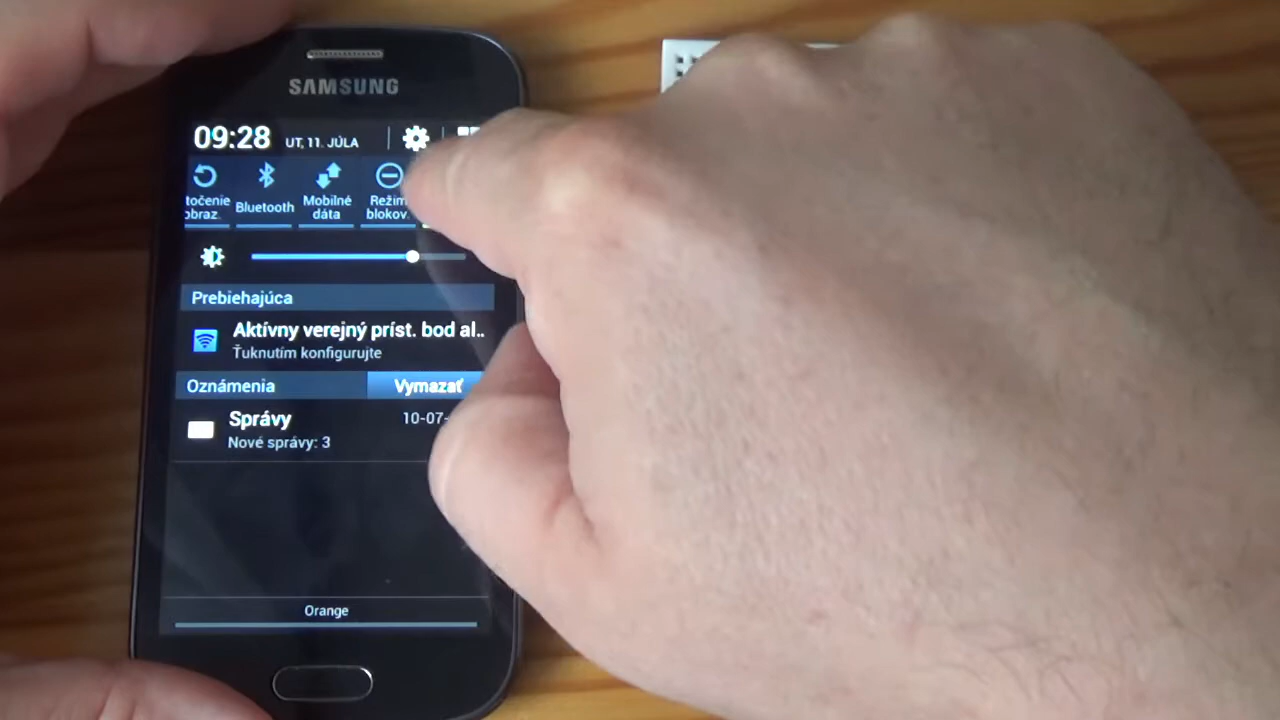 SAMSUNG
09:28 UT, 11. JÚLA
točenie obraz.
Bluetooth
Mobilné dáta
Režim blokov.
Prebiehajúca
Aktívny verejný príst. bod al..
Ťuknutím konfigurujte
Oznámenia Vymazať
Správy 10-07-
Nové správy: 3
Orange